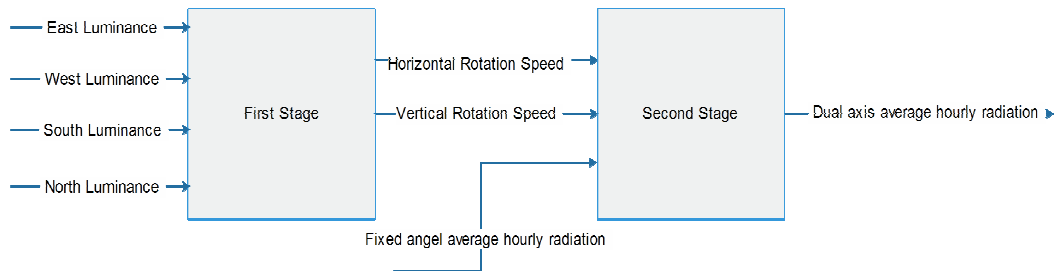 East Luminance
West Luminance
South Luminance
North Luminance
First Stage
Horizontal Rotation Speed
Vertical Rotation Speed
Fixed angel average hourly radiation
Second Stage
Dual axis average hourly radiation